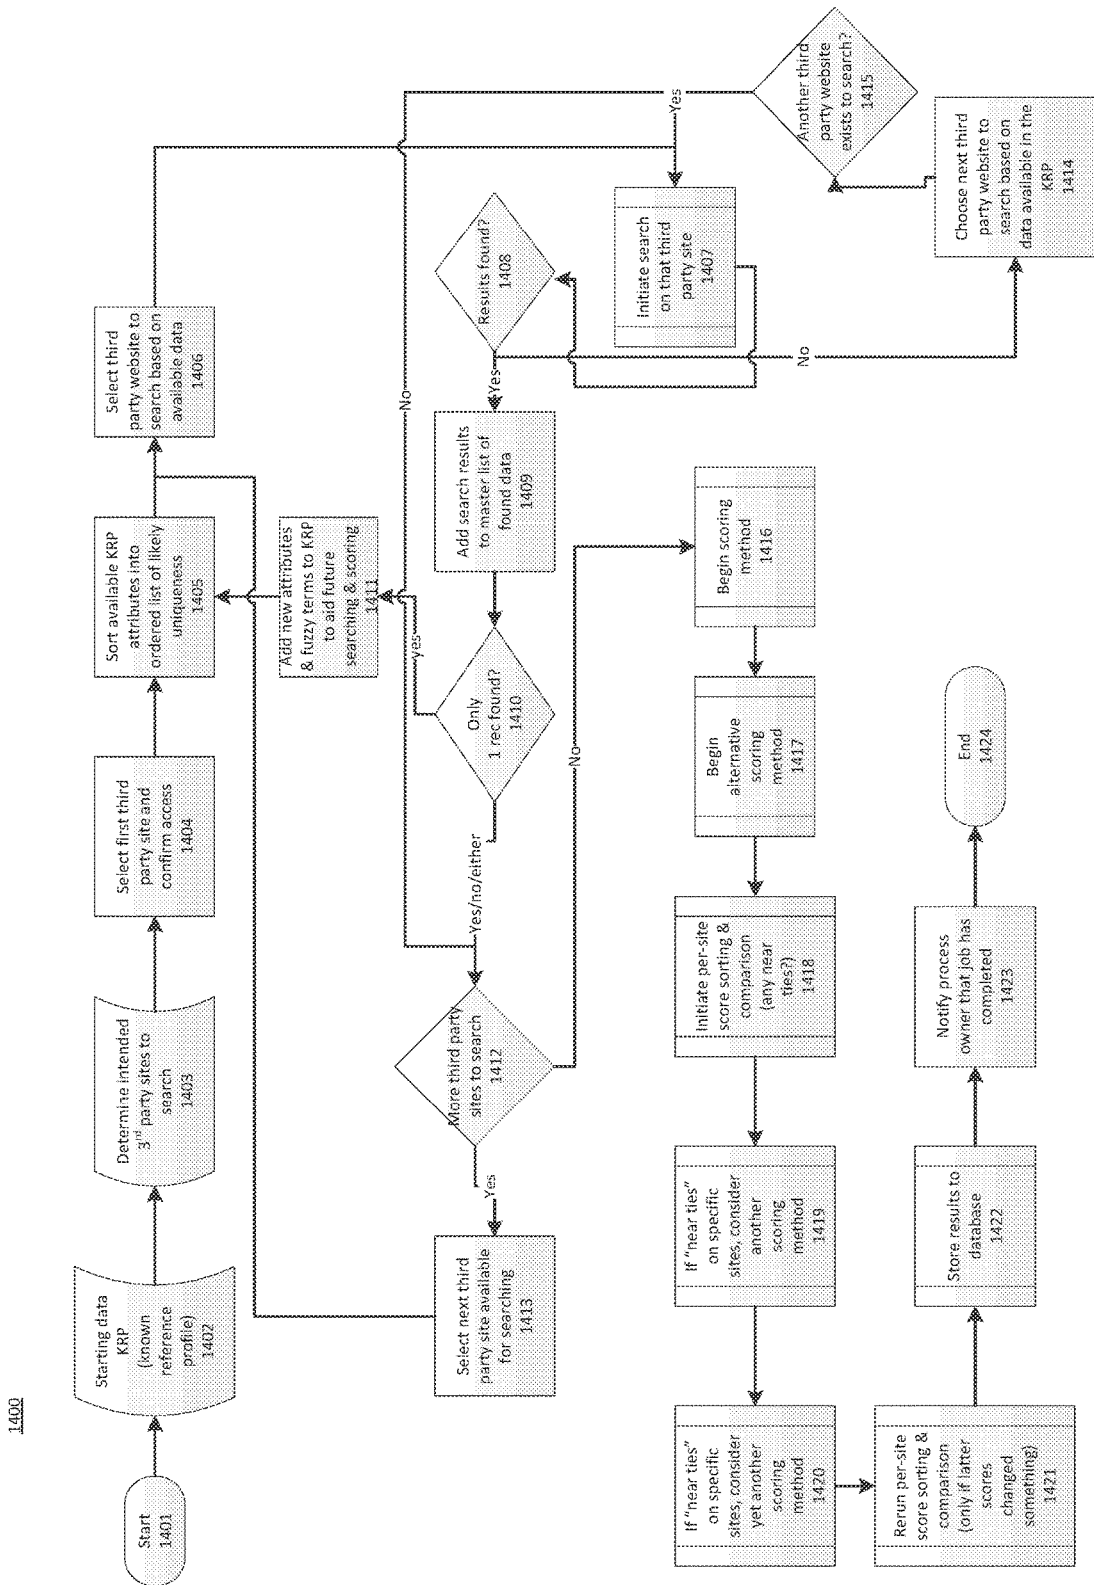 1400
Start
1401
Starting data
KRP
(known
reference
profile)
1402
Determine intended
3rd party sites to
search
1403
Select first third
party site and
confirm access
1404
Sort available KRP
attributes into
ordered list of likely
uniqueness
1405
Select third
party website to
search based on
available data
1406
Yes
Initiate search
on that third
party site
1407
Results found?
1408
Yes
No
Add search results
to master list of
found data
1409
Only
1 rec found?
1410
yes
Add new attributes
& fuzzy terms to KRP
to aid future
searching & scoring
1411
Yes/no/either
No
More third party
sites to search
1412
Yes
No
Select next third
party site available
for searching
1413
Choose next third
party website to
search based on
data available in the
KRP
1414
Another third
party website
exists to search?
1415
Begin scoring
method
1416
Begin
alternative
scoring
method
1417
Initiate per-site
score sorting &
comparison
(any near
ties?)
1418
If "near ties"
on specific
sites, consider
another
scoring
method
1419
If "near ties"
on specific
sites, consider
yet another
scoring
method
1420
Rerun per-site
score sorting &
comparison
(only if latter
scores
changed
something)
1421
Store results to
database
1422
Notify process
owner that job has
completed
1423
End
1424